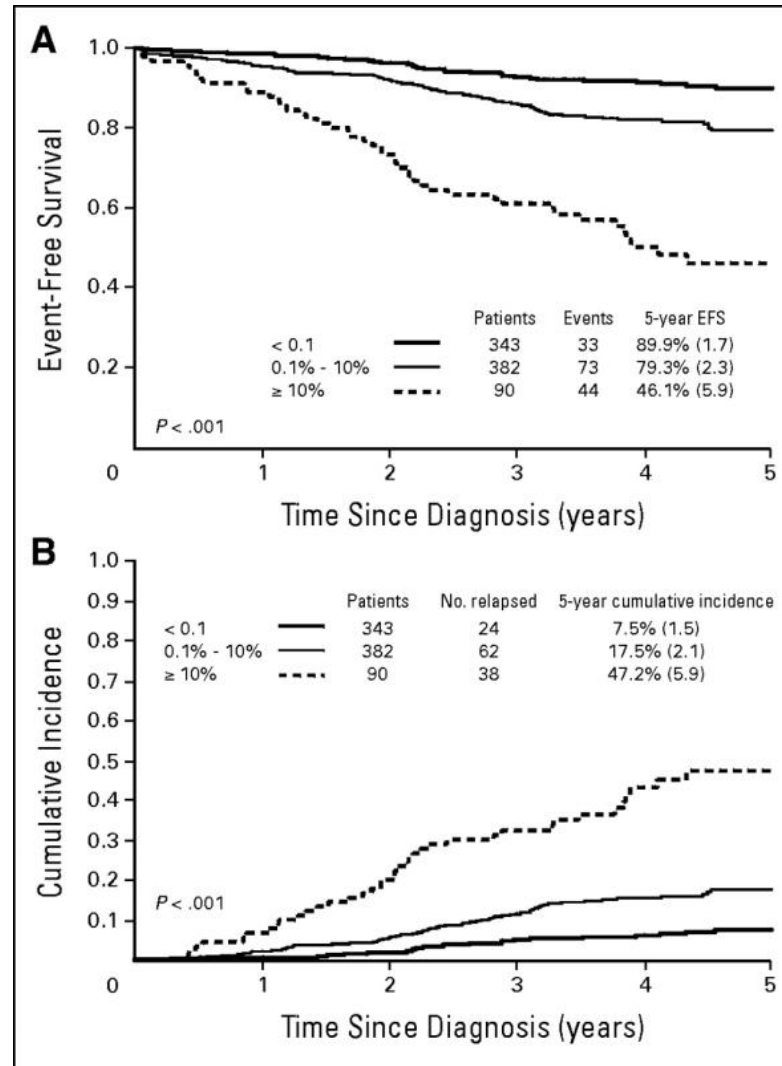 A
1.0
0.8
0.6
0.4
0.2
0
Event-Free Survival
Patients Events 5-year EFS
< 0.1 343 33 89.9% (1.7)
0.1% - 10% 382 73 79.3% (2.3)
≥ 10% 90 44 46.1% (5.9)
P < .001
1 2 3 4 5
Time Since Diagnosis (years)
B
1.0
0.9
0.8
0.7
0.6
0.5
0.4
0.3
0.2
0.1
0
Cumulative Incidence
Patients No. relapsed 5-year cumulative incidence
< 0.1 343 24 7.5% (1.5)
0.1% - 10% 382 62 17.5% (2.1)
≥ 10% 90 38 47.2% (5.9)
P < .001
1 2 3 4 5
Time Since Diagnosis (years)